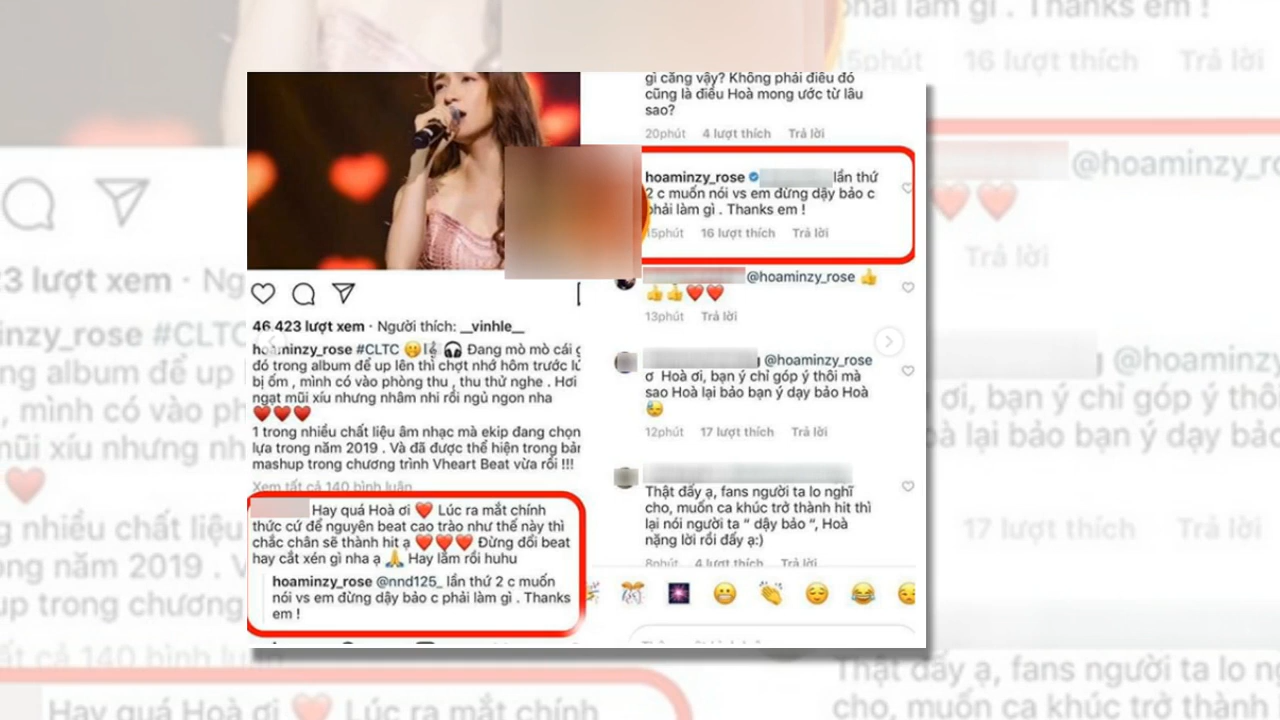 46 423 lượt xem · Người thích: __vinhle__
hoaminzy_rose #CLTC Đang mò mò cái g
đó trong album để up lên thì chợt nhớ hôm trước lú
bị ốm , mình có vào phòng thu , thu thử nghe . Hơi
ngạt mũi xíu nhưng nhâm nhi rồi ngủ ngon nha
❤️❤️❤️
1 trong nhiều chất liệu âm nhạc mà ekip đang chọn
lựa trong năm 2019 . Và đã được thể hiện trong bản
mashup trong chương trình Vheart Beat vừa rồi !!!
Xem tất cả 140 bình luận
Hay quá Hoà ơi ❤️ Lúc ra mắt chính
thức cứ để nguyên beat cao trào như thế này thì
chắc chắn sẽ thành hit ạ ❤️❤️❤️ Đừng đổi beat
hay cắt xén gì nha ạ 🙏 Hay lắm rồi huhu
hoaminzy_rose @nnd125_ lần thứ 2 c muốn
nói vs em đừng dậy bảo c phải làm gì . Thanks
em !
gì căng vậy? Không phải điều đó
cũng là điều Hoà mong ước từ lâu
sao?
20phút 4 lượt thích Trả lời
hoaminzy_rose lần thứ
2 c muốn nói vs em đừng dậy bảo c
phải làm gì . Thanks em !
15phút 16 lượt thích Trả lời
@hoaminzy_rose 👍
👍👍❤️❤️
13phút Trả lời
@hoaminzy_rose
ơ Hoà ơi, bạn ý chỉ góp ý thôi mà
sao Hoà lại bảo bạn ý dạy bảo Hoà
😓
12phút 17 lượt thích Trả lời
Thật đấy ạ, fans người ta lo nghĩ
cho, muốn ca khúc trở thành hit thì
lại nói người ta “ dậy bảo “, Hoà
nặng lời rồi đấy ạ:)
8phút 4 lượt thích Trả lời